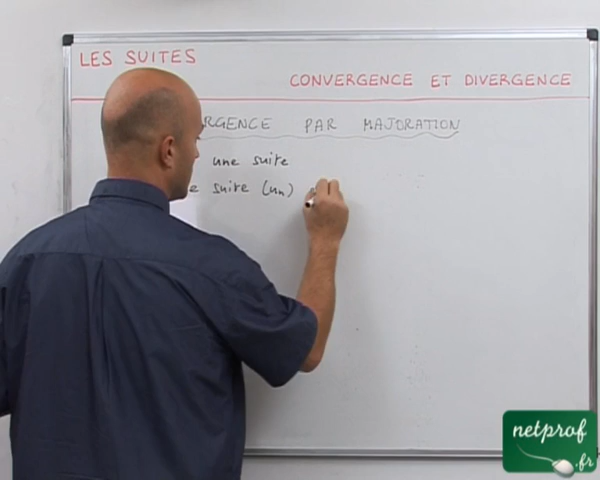 LES SUITES
CONVERGENCE ET DIVERGENCE
RGENCE PAR MAJORATION
une suite
e suite (un)
netprof
.fr